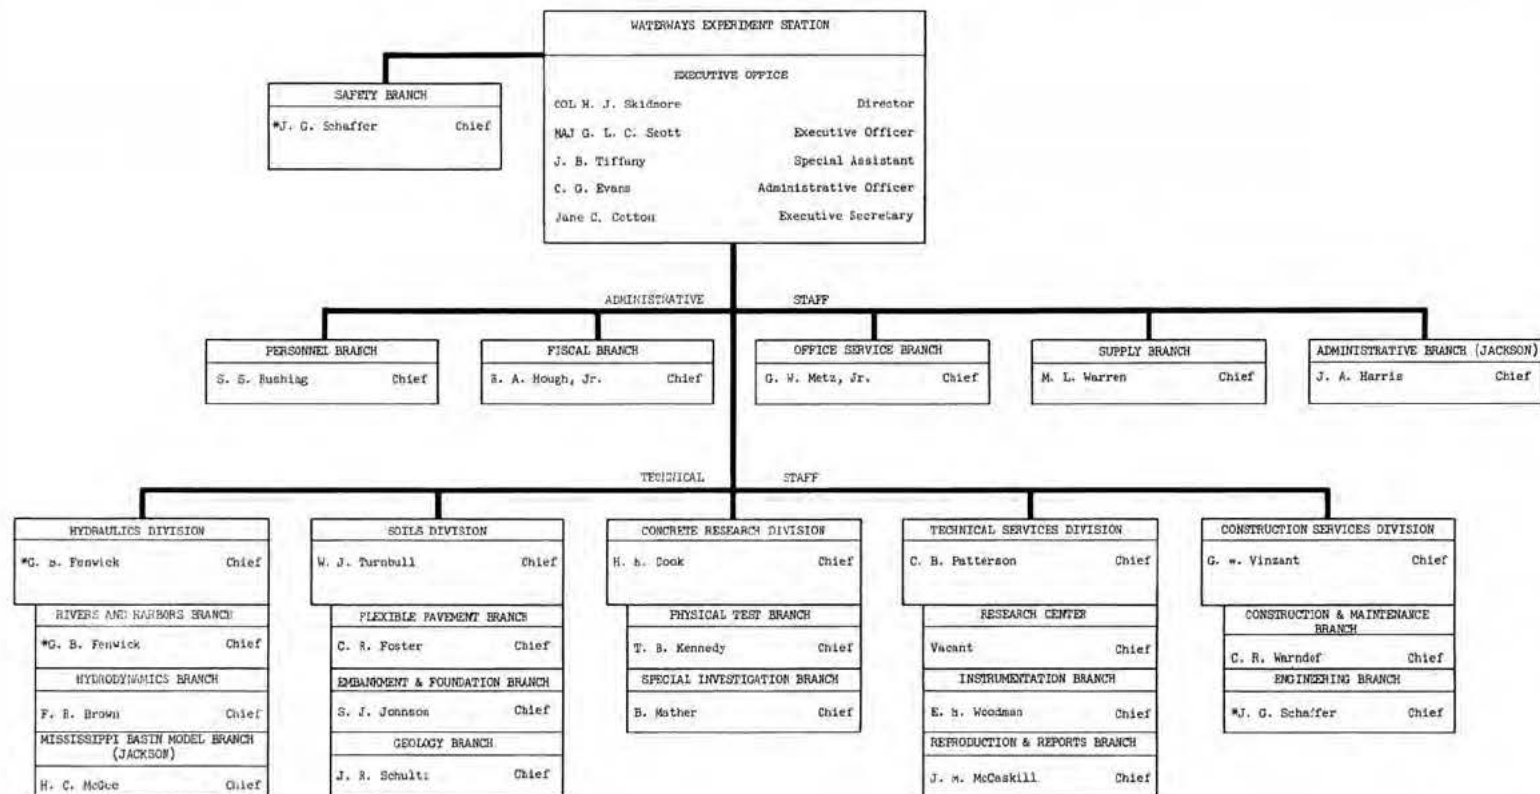 WATERWAYS EXPERIMENT STATION
EXECUTIVE OFFICE
COL H. J. Skidmore Director
MAJ G. L. C. Scott Executive Officer
J. B. Tiffany Special Assistant
C. G. Evans Administrative Officer
Jane C. Cotton Executive Secretary
SAFETY BRANCH
*J. G. Schaffer Chief
ADMINISTRATIVE STAFF
PERSONNEL BRANCH
S. S. Rushing Chief
FISCAL BRANCH
R. A. Hough, Jr. Chief
OFFICE SERVICE BRANCH
G. W. Metz, Jr. Chief
SUPPLY BRANCH
M. L. Warren Chief
ADMINISTRATIVE BRANCH (JACKSON)
J. A. Harris Chief
TECHNICAL STAFF
HYDRAULICS DIVISION
*G. B. Fenwick Chief
RIVERS AND HARBORS BRANCH
*G. B. Fenwick Chief
HYDRODYNAMICS BRANCH
F. R. Brown Chief
MISSISSIPPI BASIN MODEL BRANCH
(JACKSON)
H. C. McGee Chief
SOILS DIVISION
W. J. Turnbull Chief
FLEXIBLE PAVEMENT BRANCH
C. R. Foster Chief
EMBANKMENT & FOUNDATION BRANCH
S. J. Johnson Chief
GEOLOGY BRANCH
J. R. Schultz Chief
CONCRETE RESEARCH DIVISION
H. K. Cook Chief
PHYSICAL TEST BRANCH
T. B. Kennedy Chief
SPECIAL INVESTIGATION BRANCH
B. Mather Chief
TECHNICAL SERVICES DIVISION
C. B. Patterson Chief
RESEARCH CENTER
Vacant Chief
INSTRUMENTATION BRANCH
E. H. Woodman Chief
REPRODUCTION & REPORTS BRANCH
J. M. McCaskill Chief
CONSTRUCTION SERVICES DIVISION
G. W. Vinzant Chief
CONSTRUCTION & MAINTENANCE
BRANCH
C. R. Warndof Chief
ENGINEERING BRANCH
*J. G. Schaffer Chief